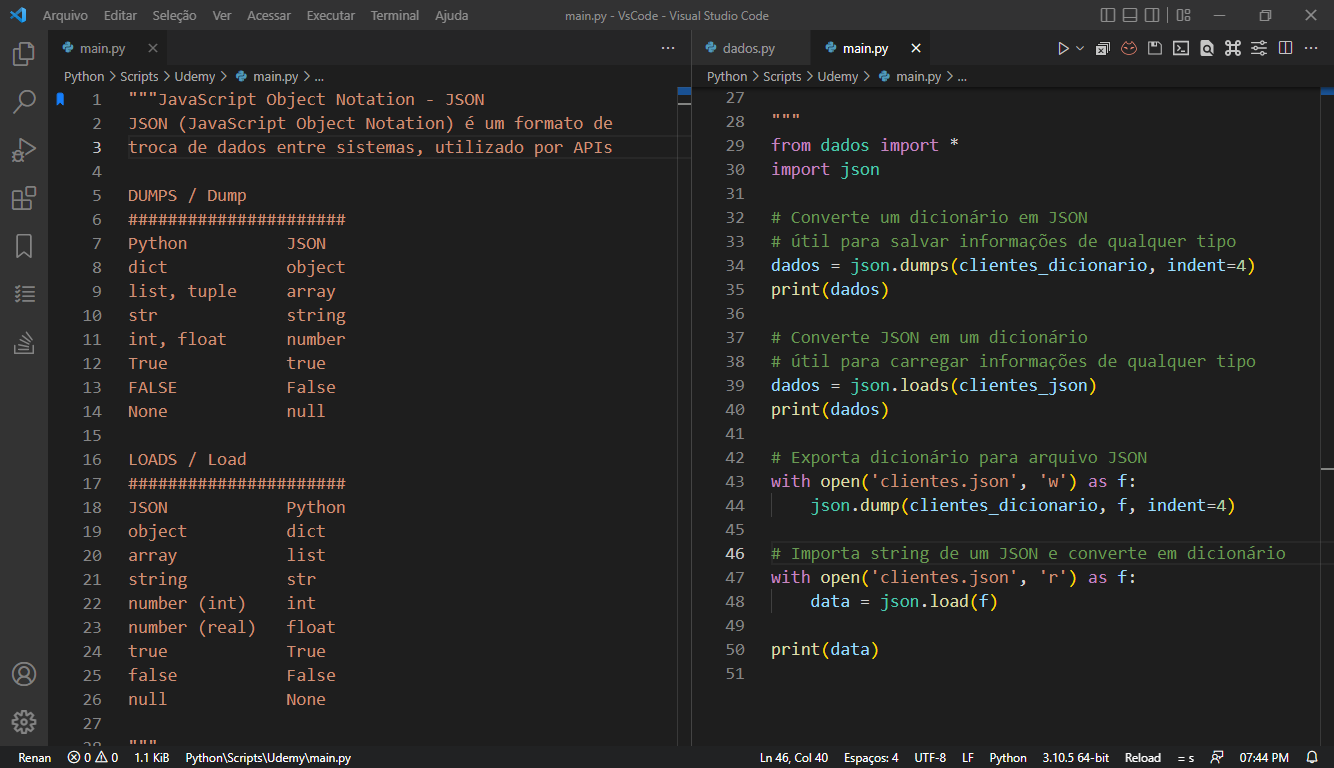 Arquivo Editar Seleção Ver Acessar Executar Terminal Ajuda main.py - VsCode - Visual Studio Code
main.py
Python > Scripts > Udemy > main.py > ...
1 """JavaScript Object Notation - JSON
2 JSON (JavaScript Object Notation) é um formato de
3 troca de dados entre sistemas, utilizado por APIs
4
5 DUMPS / Dump
6 ######################
7 Python JSON
8 dict object
9 list, tuple array
10 str string
11 int, float number
12 True true
13 FALSE False
14 None null
15
16 LOADS / Load
17 ######################
18 JSON Python
19 object dict
20 array list
21 string str
22 number (int) int
23 number (real) float
24 true True
25 false False
26 null None
27
28 """
dados.py main.py
Python > Scripts > Udemy > main.py > ...
27
28 """
29 from dados import *
30 import json
31
32 # Converte um dicionário em JSON
33 # útil para salvar informações de qualquer tipo
34 dados = json.dumps(clientes_dicionario, indent=4)
35 print(dados)
36
37 # Converte JSON em um dicionário
38 # útil para carregar informações de qualquer tipo
39 dados = json.loads(clientes_json)
40 print(dados)
41
42 # Exporta dicionário para arquivo JSON
43 with open('clientes.json', 'w') as f:
44 json.dump(clientes_dicionario, f, indent=4)
45
46 # Importa string de um JSON e converte em dicionário
47 with open('clientes.json', 'r') as f:
48 data = json.load(f)
49
50 print(data)
51
Renan 0 0 1.1 KiB Python\Scripts\Udemy\main.py Ln 46, Col 40 Espaços: 4 UTF-8 LF Python 3.10.5 64-bit Reload = s 07:44 PM